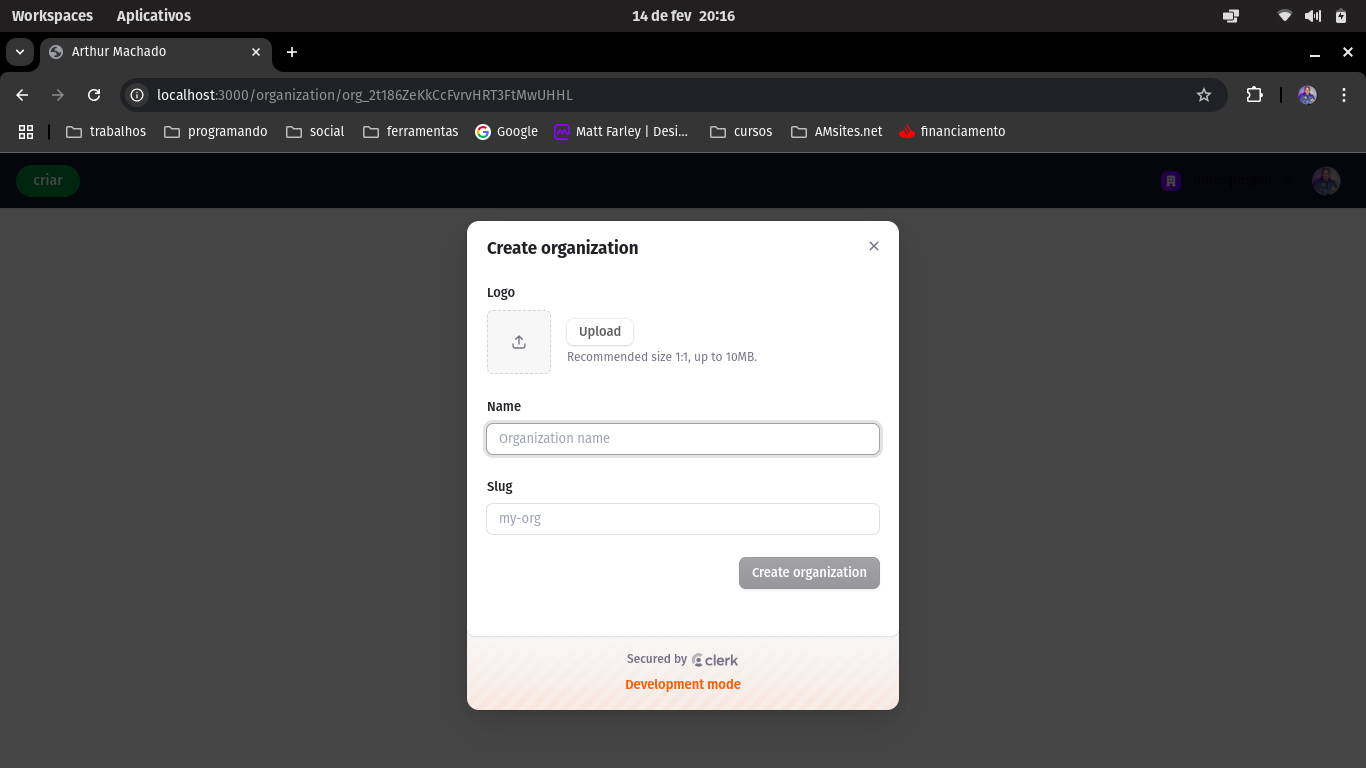 Workspaces Aplicativos 14 de fev 20:16
Arthur Machado
localhost:3000/organization/org_2t186ZeKkCcFvrvHRT3FtMwUHHL
trabalhos programando social ferramentas Google Matt Farley | Desi... cursos AMsites.net financiamento
criar
Create organization
Logo
Upload
Recommended size 1:1, up to 10MB.
Name
Organization name
Slug
my-org
Create organization
Secured by clerk
Development mode